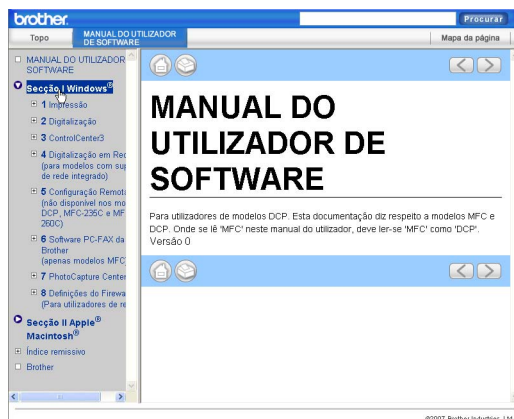 brother.
Procurar
Topo
MANUAL DO UTILIZADOR
DE SOFTWARE
Mapa da página
MANUAL DO UTILIZADOR
SOFTWARE
Secção I Windows®
1 Impressão
2 Digitalização
3 ControlCenter3
4 Digitalização em Rec
(para modelos com sup
de rede integrado)
5 Configuração Remota
(não disponível nos mo
DCP, MFC-235C e MF
260C)
6 Software PC-FAX da
Brother
(apenas modelos MFC
7 PhotoCapture Center
8 Definições do Firewa
(Para utilizadores de re
Secção II Apple®
Macintosh®
Índice remissivo
Brother
MANUAL DO
UTILIZADOR DE
SOFTWARE
Para utilizadores de modelos DCP. Esta documentação diz respeito a modelos MFC e
DCP. Onde se lê 'MFC' neste manual do utilizador, deve ler-se 'MFC' como 'DCP'.
Versão 0
©2007 Brother Industries, Ltd